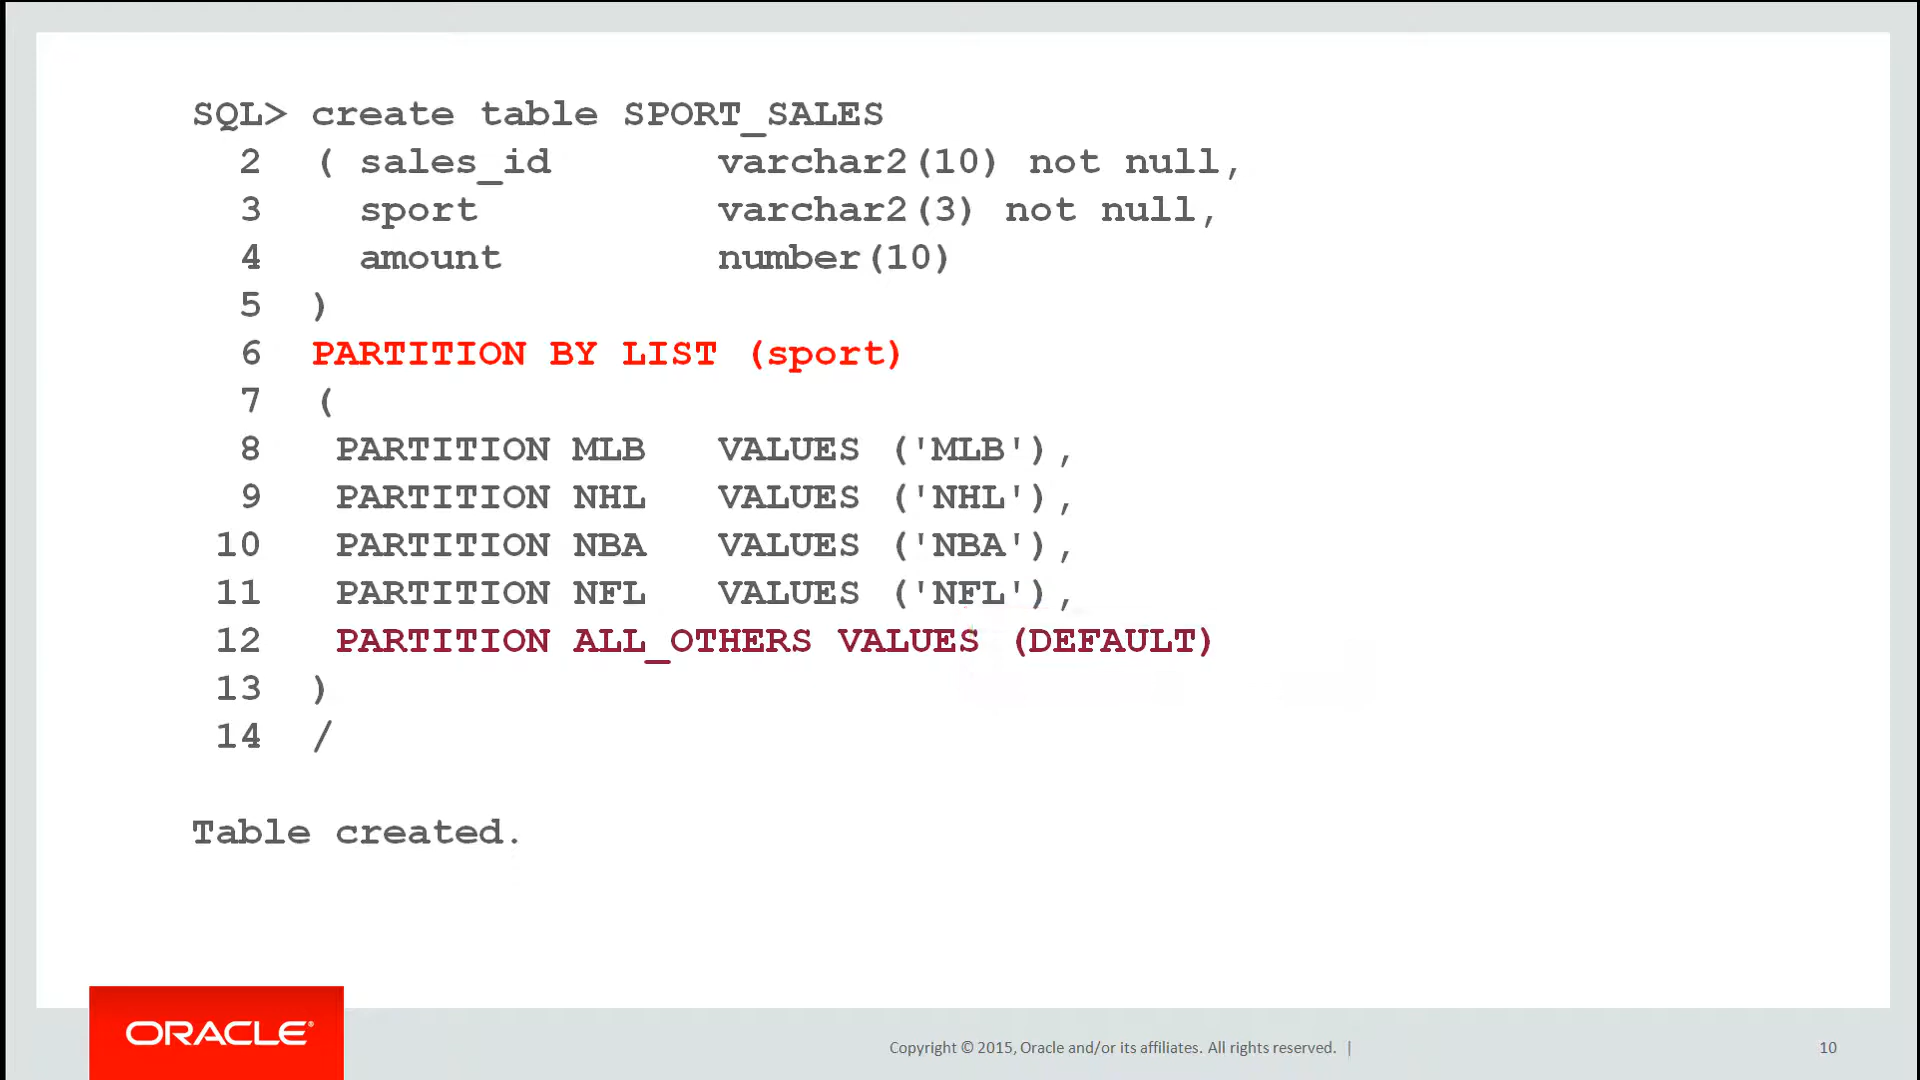 SQL> create table SPORT_SALES
2 ( sales_id varchar2(10) not null,
3 sport varchar2(3) not null,
4 amount number(10)
5 )
6 PARTITION BY LIST (sport)
7 (
8 PARTITION MLB VALUES ('MLB'),
9 PARTITION NHL VALUES ('NHL'),
10 PARTITION NBA VALUES ('NBA'),
11 PARTITION NFL VALUES ('NFL'),
12 PARTITION ALL_OTHERS VALUES (DEFAULT)
13 )
14 /
Table created.
ORACLE®
Copyright © 2015, Oracle and/or its affiliates. All rights reserved. |
10